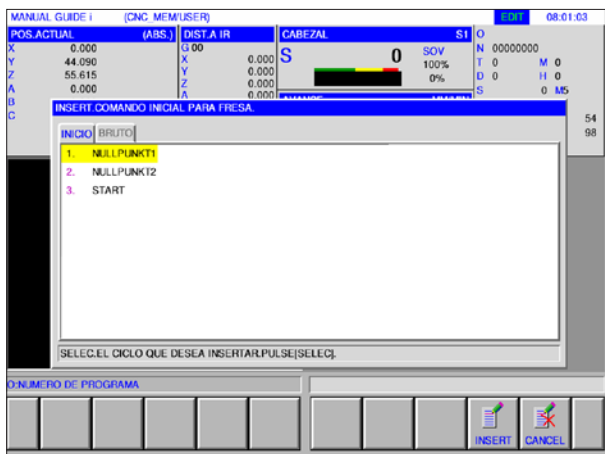 MANUAL GUIDE i (CNC_MEM/USER) EDIT 08:01:03
POS.ACTUAL (ABS.) DIST.A IR CABEZAL S1 O
X 0.000 G 00 S 0 SOV N 00000000
Y 44.090 X 0.000 100% T 0 M 0
Z 55.615 Y 0.000 0% D 0 H 0
A 0.000 Z 0.000 S 0 M5
B A 0.000
C 54
98
INSERT.COMANDO INICIAL PARA FRESA.
INICIO BRUTO
1. NULLPUNKT1
2. NULLPUNKT2
3. START
SELEC.EL CICLO QUE DESEA INSERTAR.PULSE[SELEC].
O:NUMERO DE PROGRAMA
INSERT CANCEL